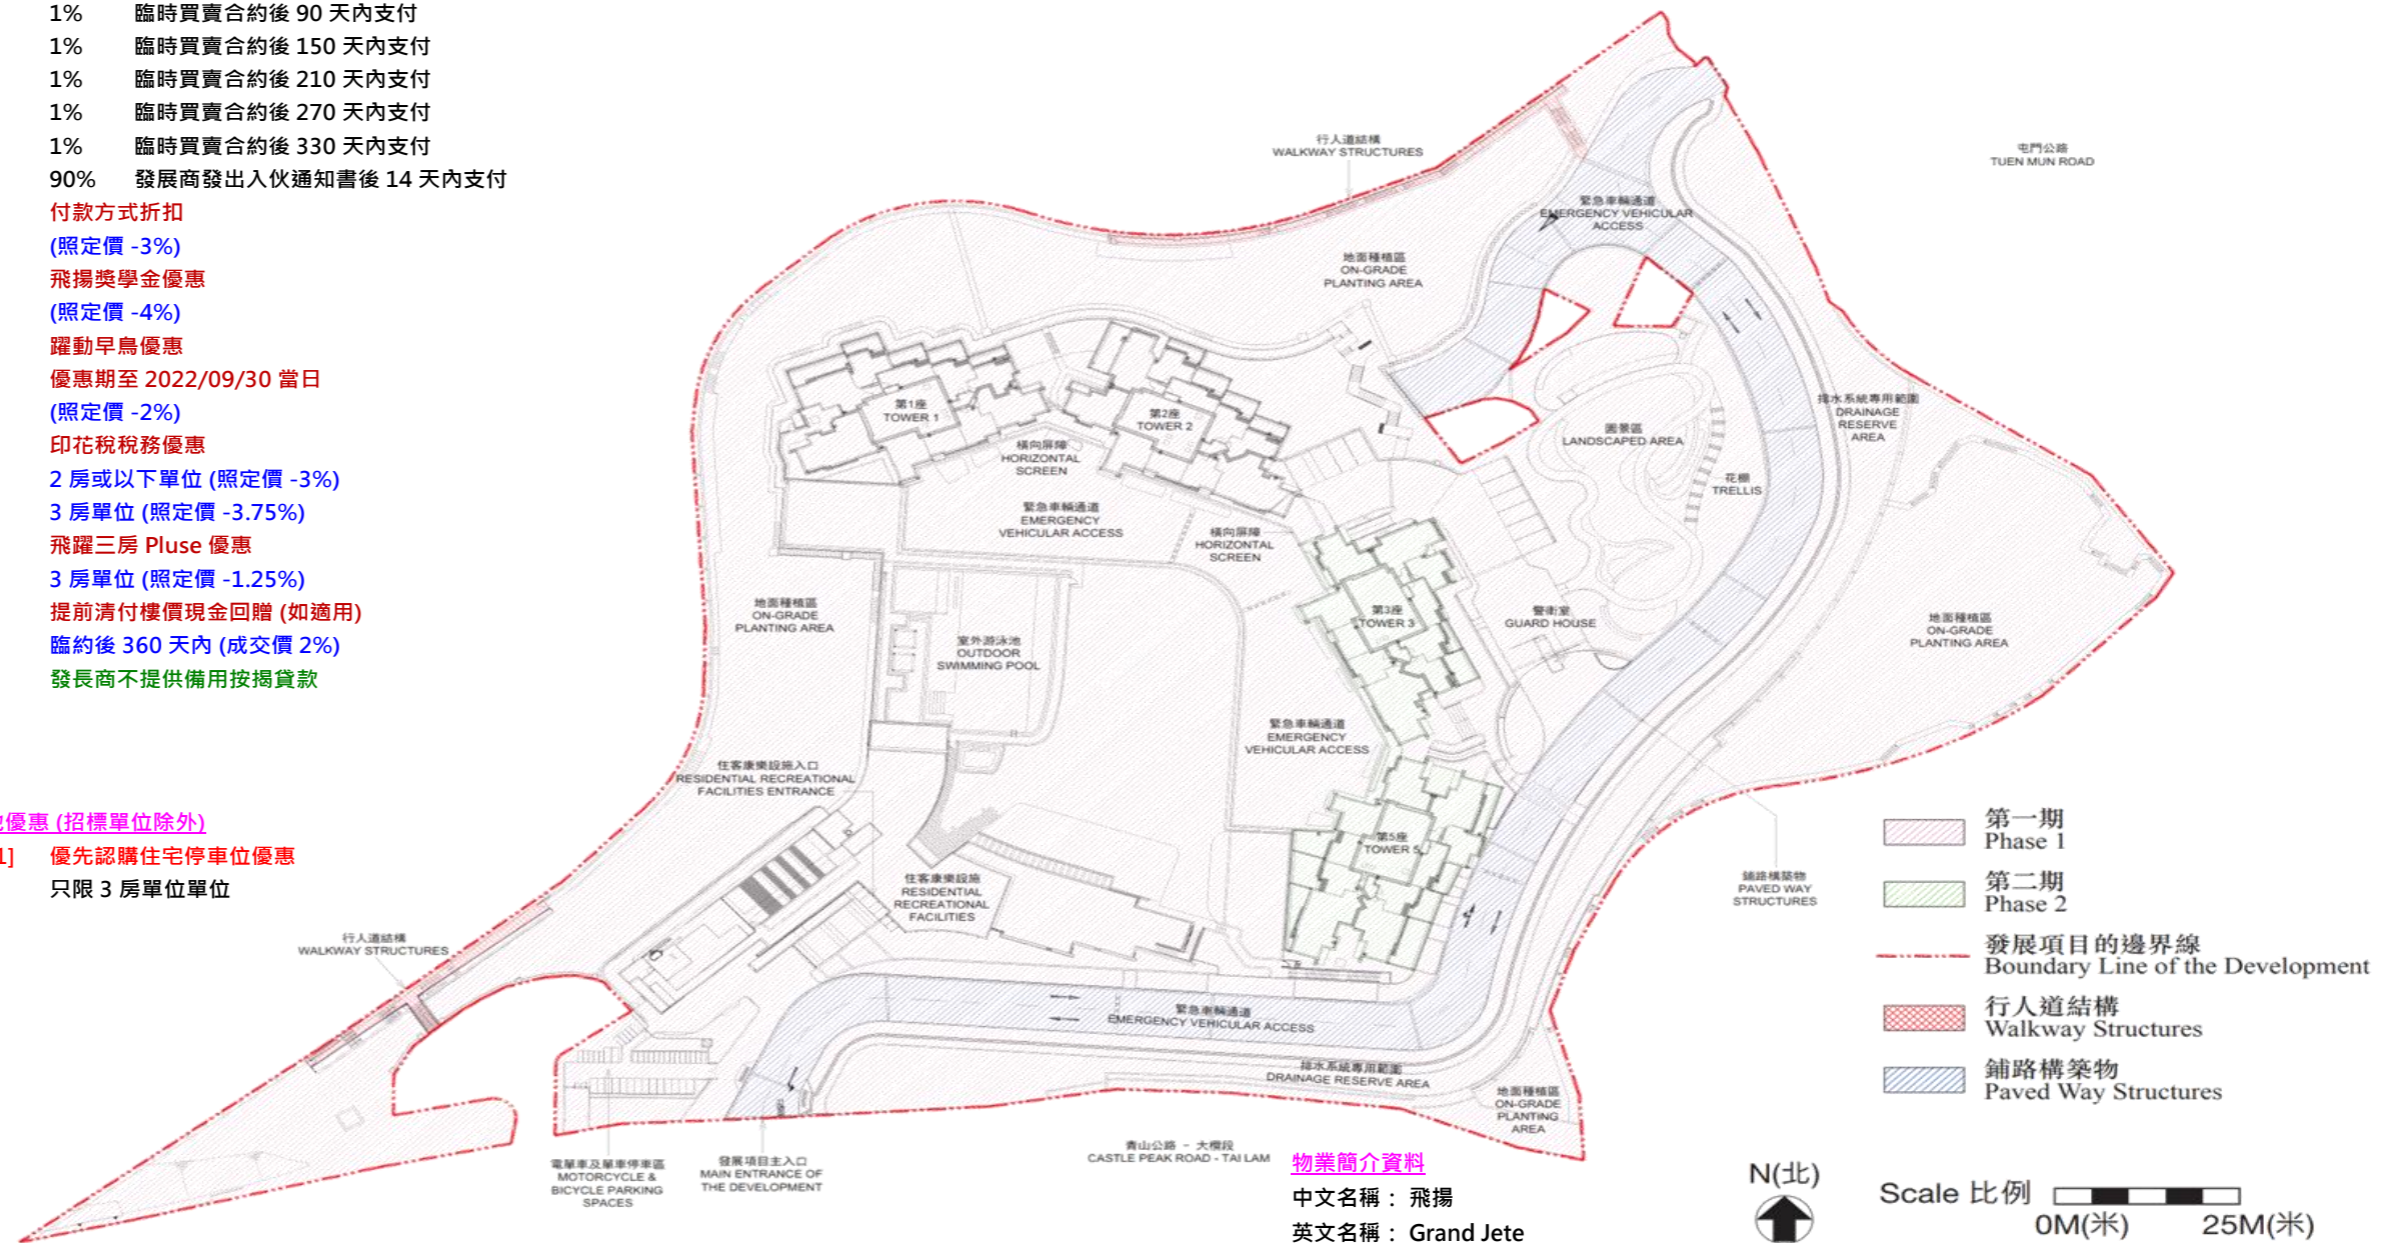 1% 臨時買賣合約後 90 天內支付
1% 臨時買賣合約後 150 天內支付
1% 臨時買賣合約後 210 天內支付
1% 臨時買賣合約後 270 天內支付
1% 臨時買賣合約後 330 天內支付
90% 發展商發出入伙通知書後 14 天內支付
付款方式折扣
(照定價 -3%)
飛揚獎學金優惠
(照定價 -4%)
躍動早鳥優惠
優惠期至 2022/09/30 當日
(照定價 -2%)
印花稅稅務優惠
2 房或以下單位 (照定價 -3%)
3 房單位 (照定價 -3.75%)
飛躍三房 Pluse 優惠
3 房單位 (照定價 -1.25%)
提前清付樓價現金回贈 (如適用)
臨約後 360 天內 (成交價 2%)
發長商不提供備用按揭貸款
優惠 (招標單位除外)
1] 優先認購住宅停車位優惠
只限 3 房單位單位
行人道結構
WALKWAY STRUCTURES
屯門公路
TUEN MUN ROAD
緊急車輛通道
EMERGENCY VEHICULAR
ACCESS
地面種植區
ON-GRADE
PLANTING AREA
第1座
TOWER 1
第2座
TOWER 2
橫向屏障
HORIZONTAL
SCREEN
排水系統專用範圍
DRAINAGE
RESERVE
AREA
園景區
LANDSCAPED AREA
花棚
TRELLIS
緊急車輛通道
EMERGENCY
VEHICULAR ACCESS
橫向屏障
HORIZONTAL
SCREEN
地面種植區
ON-GRADE
PLANTING AREA
室外游泳池
OUTDOOR
SWIMMING POOL
第3座
TOWER 3
警衛室
GUARD HOUSE
地面種植區
ON-GRADE
PLANTING AREA
緊急車輛通道
EMERGENCY
VEHICULAR ACCESS
住客康樂設施入口
RESIDENTIAL RECREATIONAL
FACILITIES ENTRANCE
第5座
TOWER 5
住客康樂設施
RESIDENTIAL
RECREATIONAL
FACILITIES
鋪路構築物
PAVED WAY
STRUCTURES
行人道結構
WALKWAY STRUCTURES
緊急車輛通道
EMERGENCY VEHICULAR ACCESS
排水系統專用範圍
DRAINAGE RESERVE AREA
地面種植區
ON-GRADE
PLANTING
AREA
青山公路 - 大欖段
CASTLE PEAK ROAD - TAI LAM
電單車及單車停車區
MOTORCYCLE &
BICYCLE PARKING
SPACES
發展項目主入口
MAIN ENTRANCE OF
THE DEVELOPMENT
第一期
Phase 1
第二期
Phase 2
發展項目的邊界線
Boundary Line of the Development
行人道結構
Walkway Structures
鋪路構築物
Paved Way Structures
物業簡介資料
中文名稱： 飛揚
英文名稱： Grand Jete
N(北)
Scale 比例
0M(米) 25M(米)